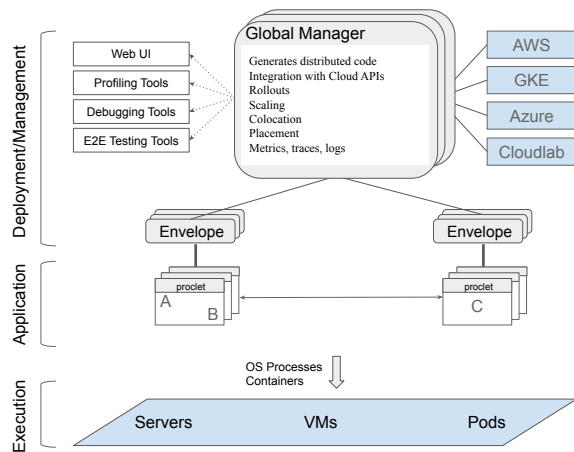 Deployment/Management
Web UI
Profiling Tools
Debugging Tools
E2E Testing Tools
Global Manager
Generates distributed code
Integration with Cloud APIs
Rollouts
Scaling
Colocation
Placement
Metrics, traces, logs
AWS
GKE
Azure
Cloudlab
Envelope
Envelope
Application
proclet
A
B
proclet
C
OS Processes
Containers
Execution
Servers
VMs
Pods